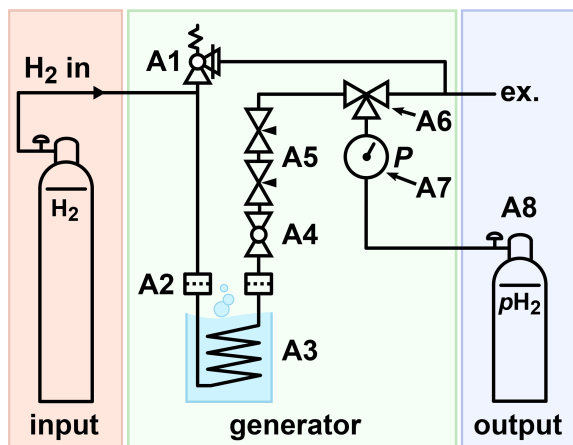 A1
H₂ in
ex.
A6
A5
P
A7
A8
H₂
A4
A2
pH₂
A3
input
generator
output